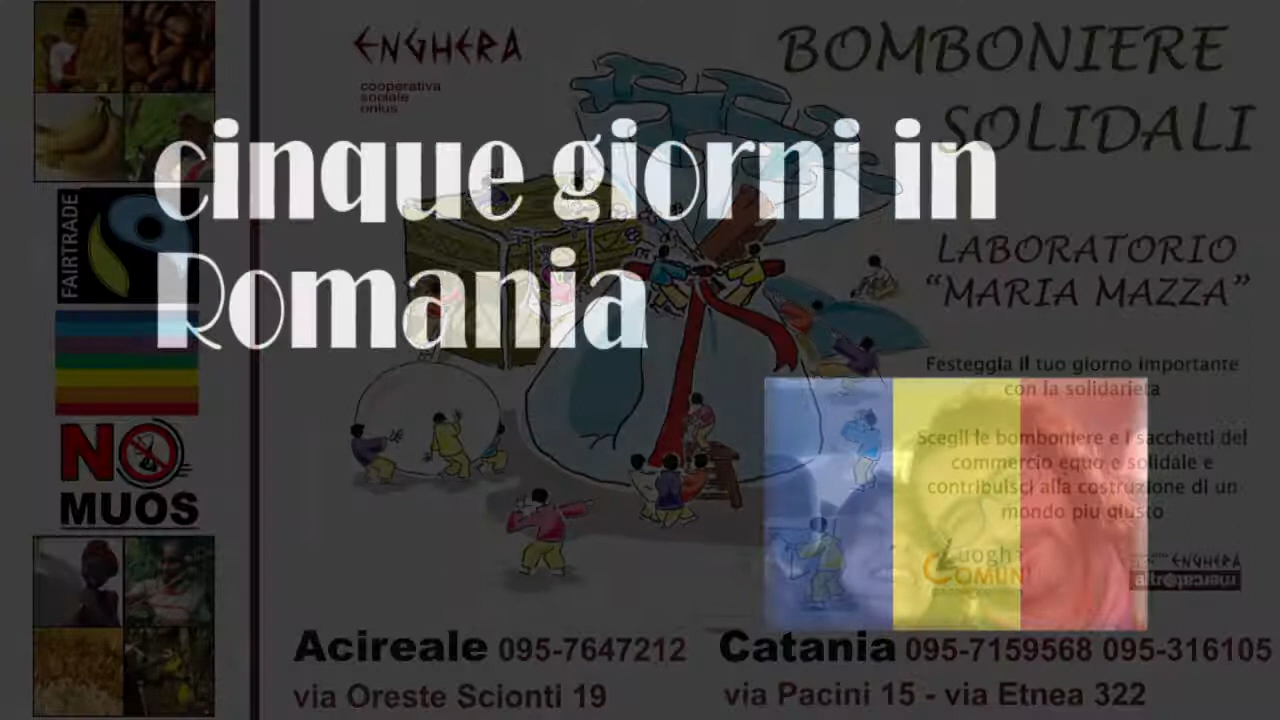 ENGHERA
cooperativa
sociale
onlus
BOMBONIERE
SOLIDALI
cinque giorni in
Romania
FAIRTRADE
LABORATORIO
“MARIA MAZZA”
Festeggia il tuo giorno importante
con la solidarietà
Scegli le bomboniere e i sacchetti del
commercio equo e solidale e
contribuisci alla costruzione di un
mondo più giusto
NO
MUOS
Luoghi
COMUNI
ENGHERA
Acireale 095-7647212
via Oreste Scionti 19
Catania 095-7159568 095-316105
via Pacini 15 - via Etnea 322